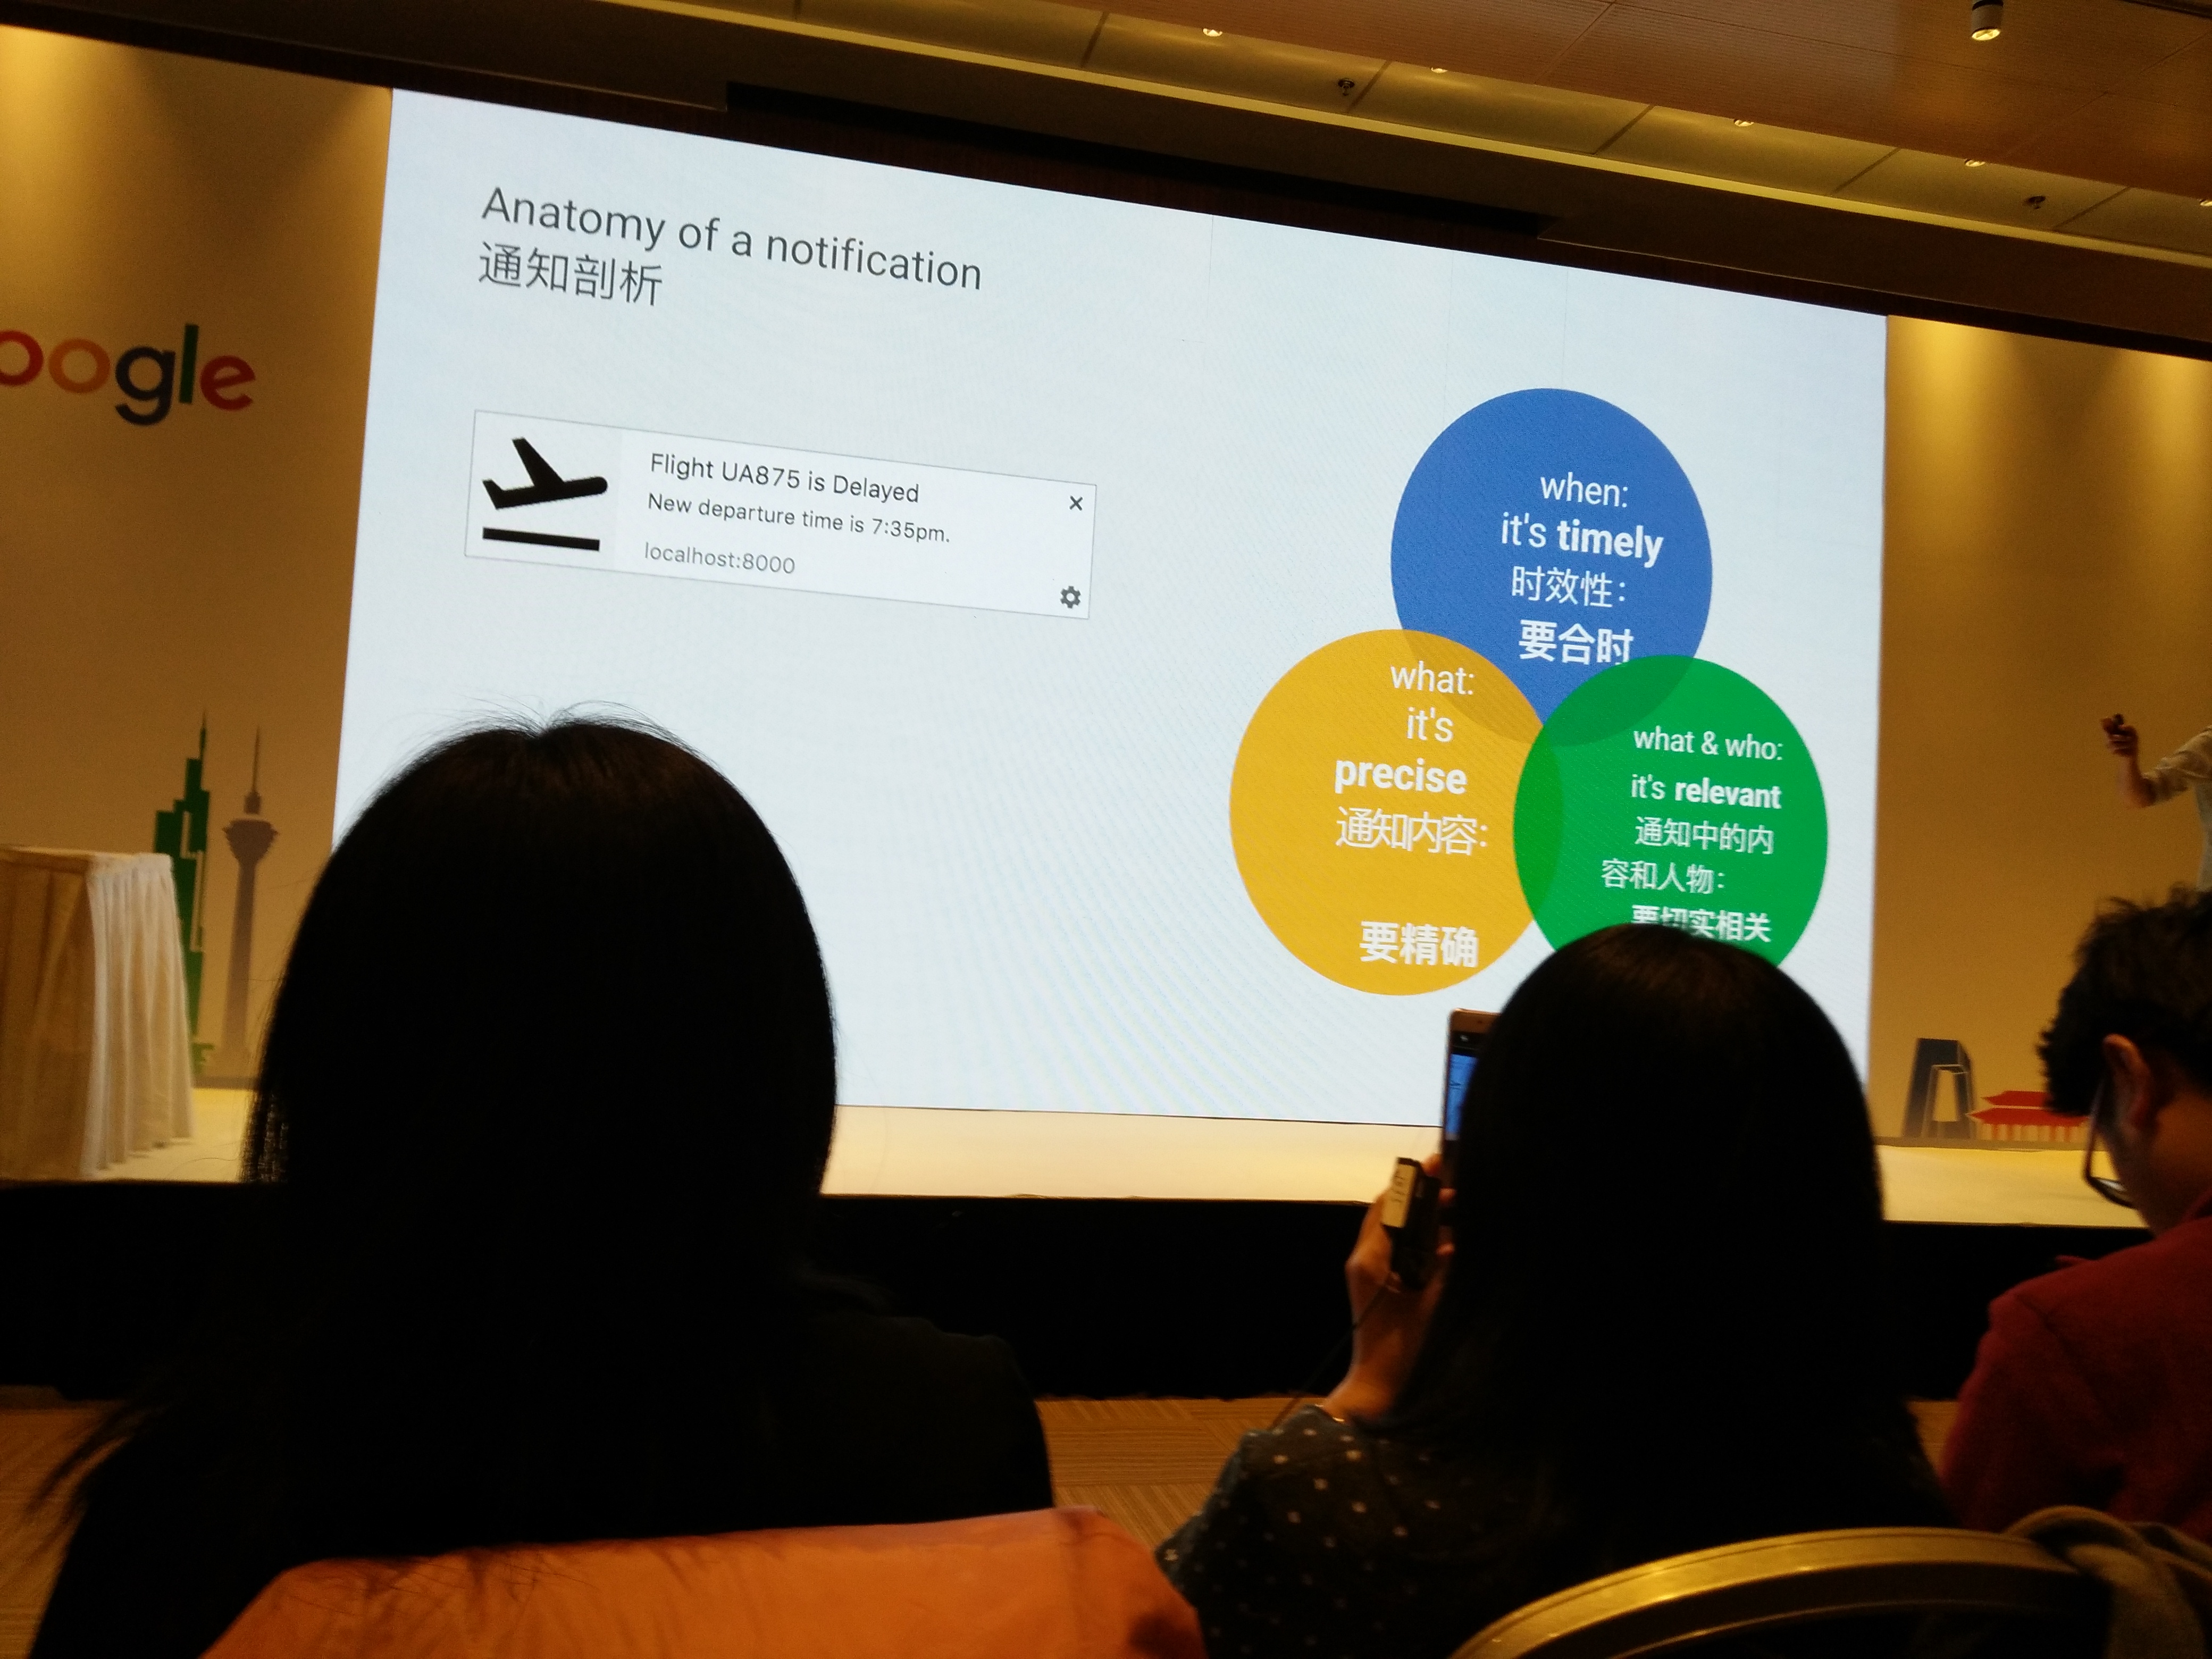 oogle
Anatomy of a notification
通知剖析
Flight UA875 is Delayed
New departure time is 7:35pm.
localhost:8000
when:
it's timely
时效性:
要合时
what:
it's
precise
通知内容:
要精确
what & who:
it's relevant
通知中的内
容和人物:
要切实相关